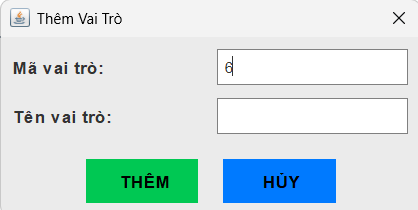 Thêm Vai Trò
Mã vai trò: 6
Tên vai trò:
THÊM HỦY